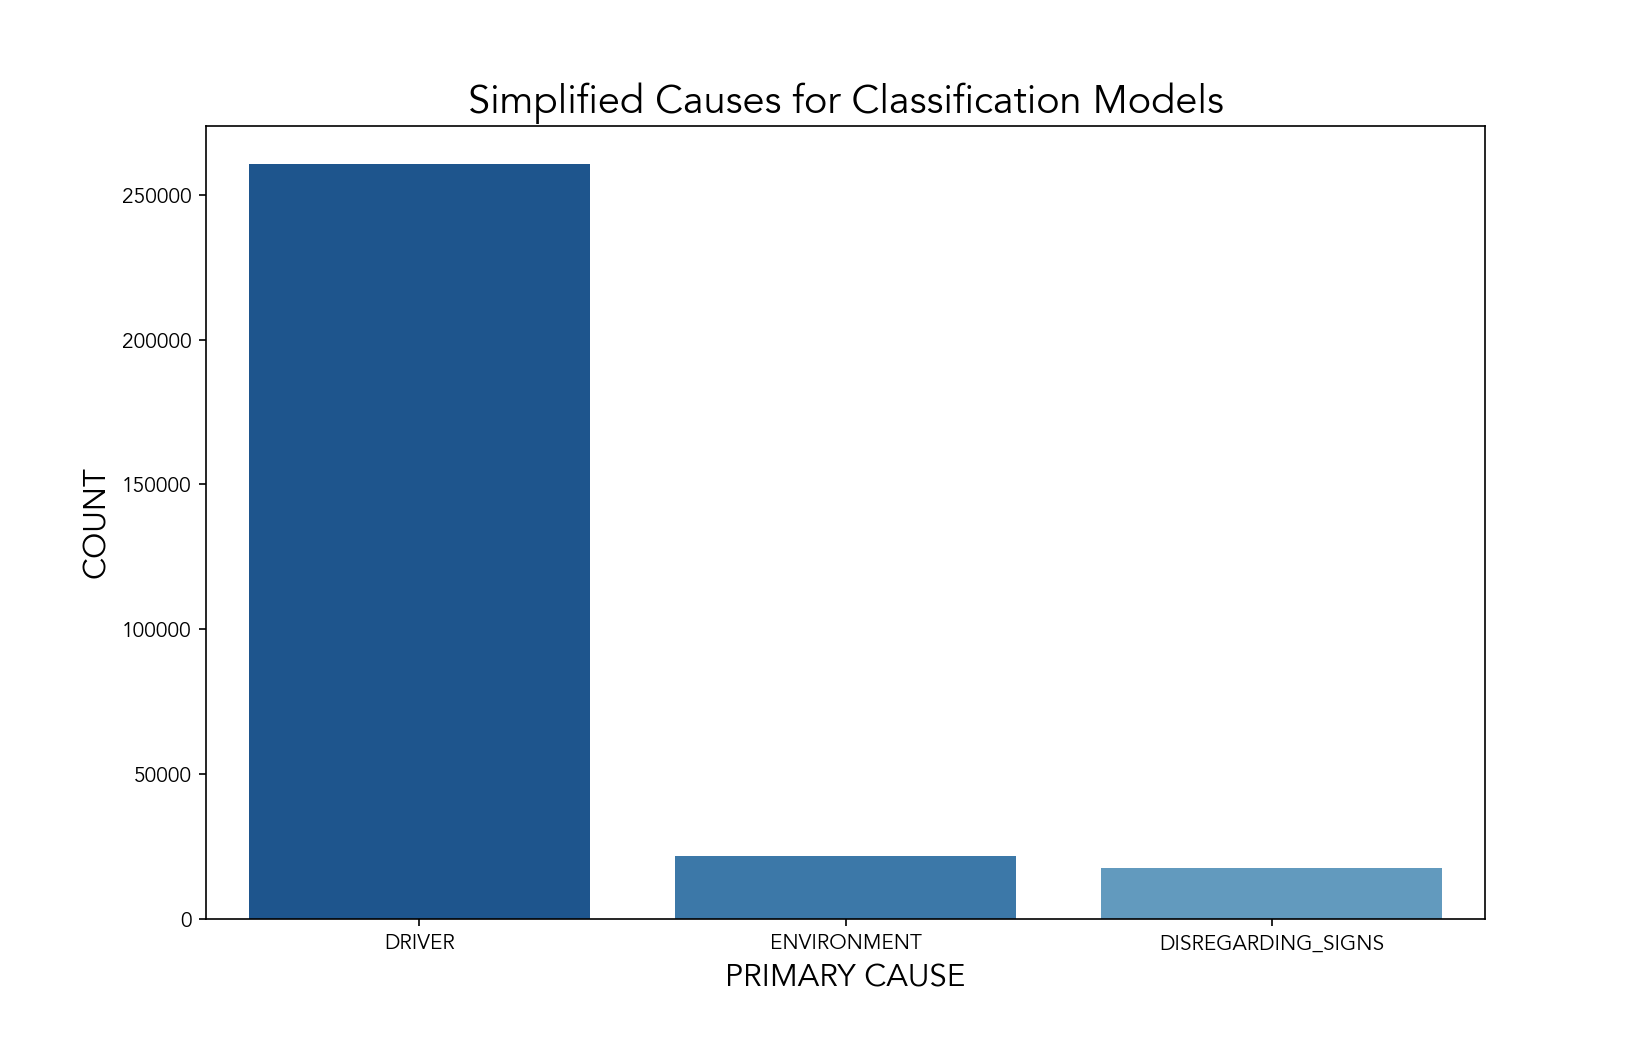 Simplified Causes for Classification Models
250000
200000
150000
100000
50000
0
COUNT
DRIVER
ENVIRONMENT
DISREGARDING_SIGNS
PRIMARY CAUSE